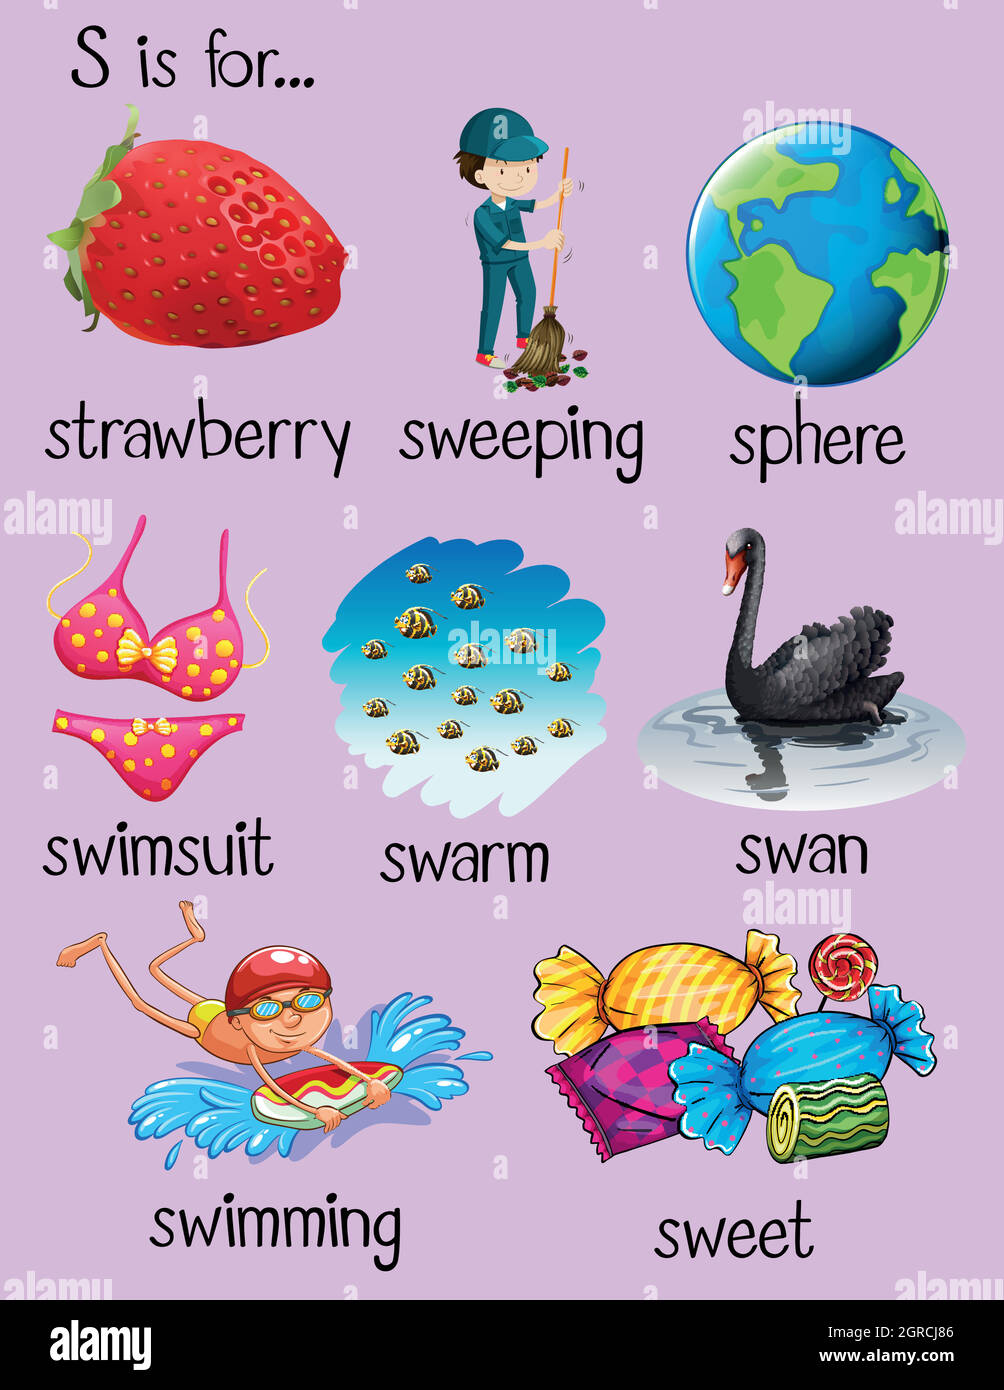 S is for...
strawberry sweeping sphere
swimsuit swarm swan
swimming sweet
alamy
Image ID: 2GRCJ86
www.alamy.com